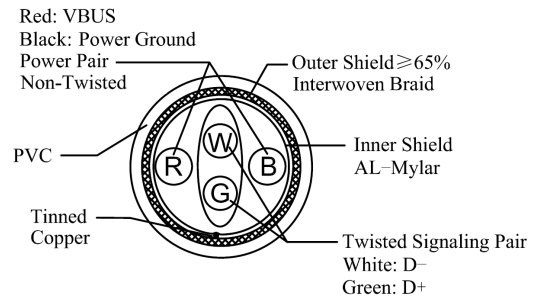 Red: VBUS
Black: Power Ground
Power Pair
Non-Twisted
Outer Shield≥65%
Interwoven Braid
PVC
R
W
B
G
Inner Shield
AL-Mylar
Tinned
Copper
Twisted Signaling Pair
White: D-
Green: D+